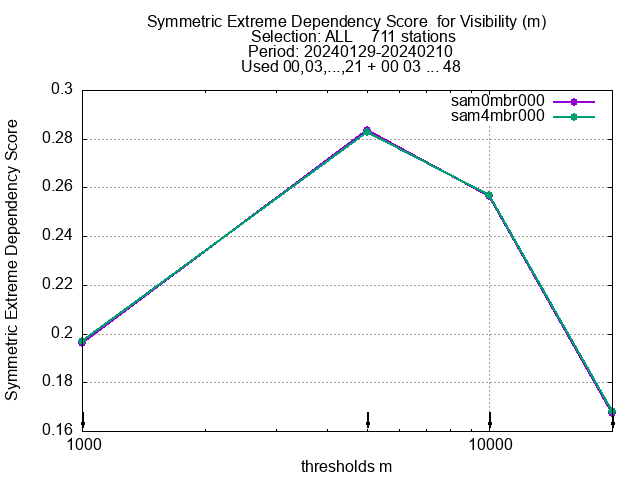 Symmetric Extreme Dependency Score  for Visibility (m)
Selection: ALL    711 stations
Period: 20240129-20240210
Used 00,03,...,21 + 00 03 ... 48
sam0mbr000
sam4mbr000
Symmetric Extreme Dependency Score
0.3
0.28
0.26
0.24
0.22
0.2
0.18
0.16
1000 10000
thresholds m